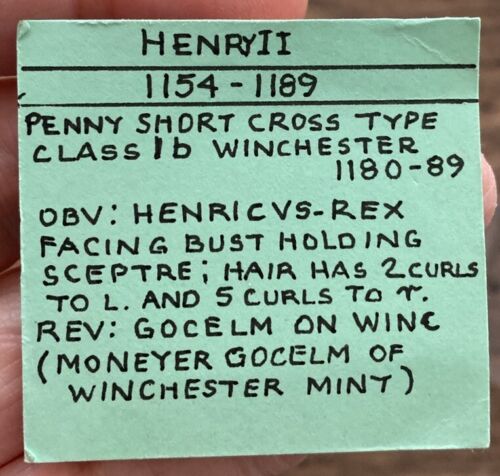 HENRY II
1154-1189
PENNY SHORT CROSS TYPE
CLASS 1b WINCHESTER
1180-89
OBV: HENRICVS-REX
FACING BUST HOLDING
SCEPTRE; HAIR HAS 2 CURLS
TO L. AND 5 CURLS TO r.
REV: GOCELM ON WINC
(MONEYER GOCELM OF
WINCHESTER MINT)